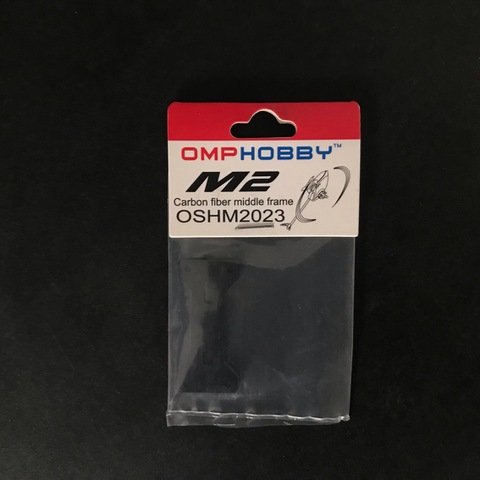 OMPHOBBY™
M2
Carbon fiber middle frame
OSHM2023